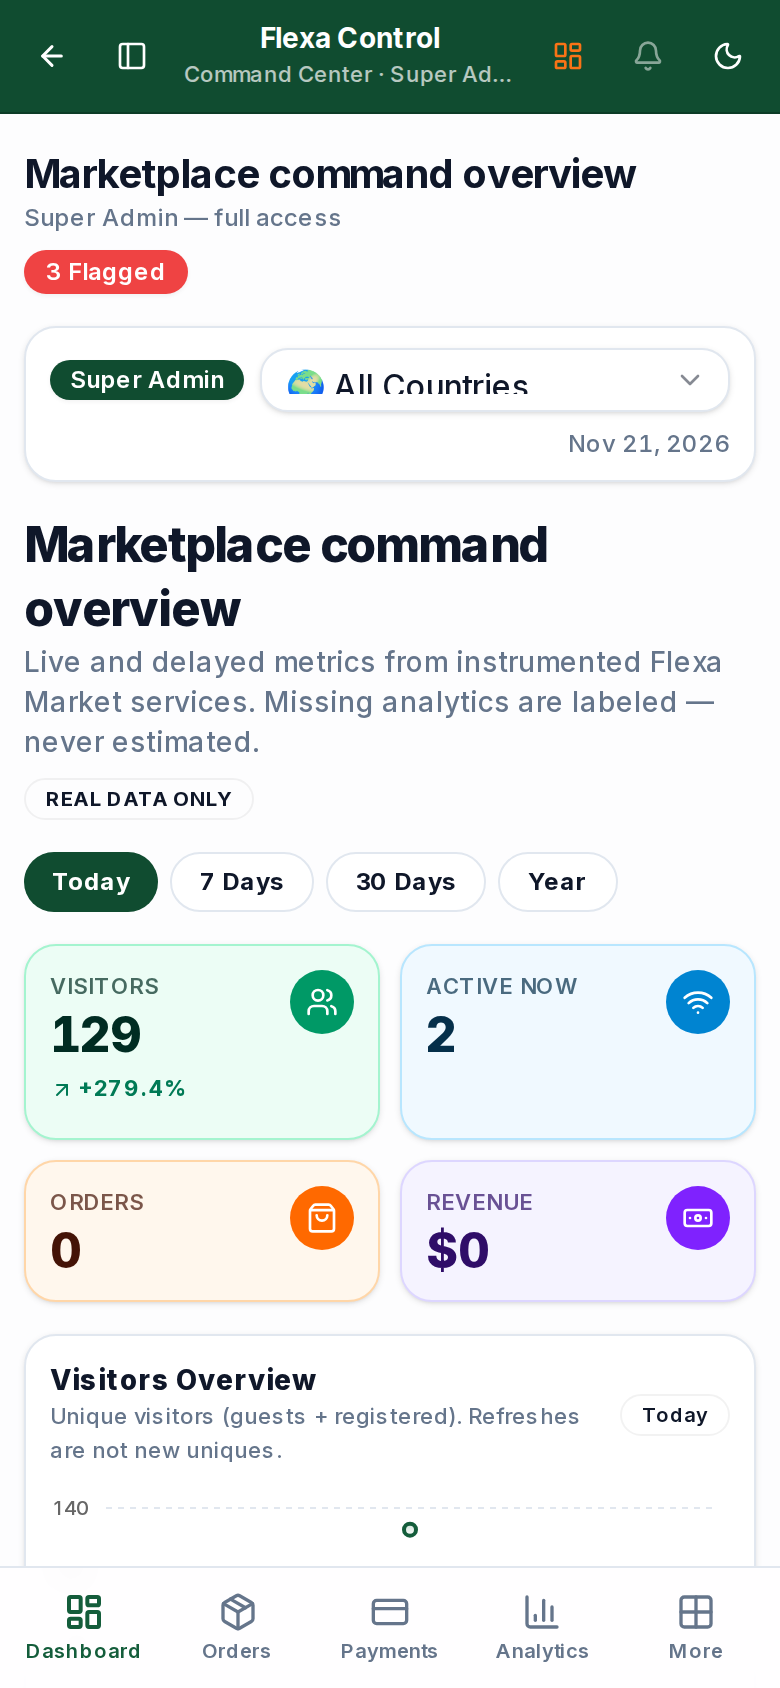 Flexa Control
Command Center · Super Ad...
Marketplace command overview
Super Admin — full access
3 Flagged
Super Admin
🌍 All Countries
Nov 21, 2026
Marketplace command
overview
Live and delayed metrics from instrumented Flexa
Market services. Missing analytics are labeled —
never estimated.
REAL DATA ONLY
Today
7 Days
30 Days
Year
VISITORS
129
+279.4%
ACTIVE NOW
2
ORDERS
0
REVENUE
$0
Visitors Overview
Unique visitors (guests + registered). Refreshes
are not new uniques.
Today
140
Dashboard
Orders
Payments
Analytics
More